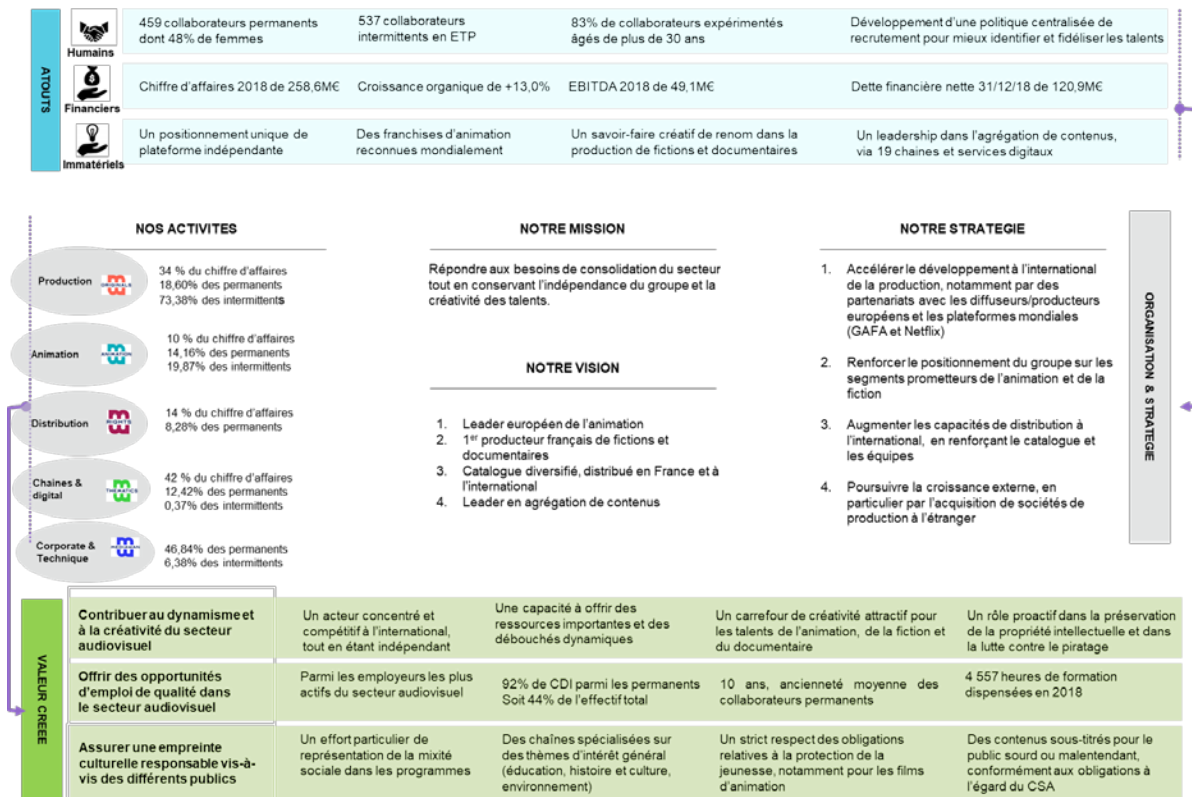 459 collaborateurs permanents
dont 48% de femmes
537 collaborateurs
intermittents en ETP
83% de collaborateurs expérimentés
âgés de plus de 30 ans
Développement d'une politique centralisée de
recrutement pour mieux identifier et fidéliser les talents
Humains
ATOUTS
Chiffre d'affaires 2018 de 258,6M€
Croissance organique de +13,0%
EBITDA 2018 de 49,1M€
Dette financière nette 31/12/18 de 120,9M€
Financiers
Un positionnement unique de
plateforme indépendante
Des franchises d'animation
reconnues mondialement
Un savoir-faire créatif de renom dans la
production de fictions et documentaires
Un leadership dans l'agrégation de contenus,
via 19 chaines et services digitaux
Immatériels
NOS ACTIVITES
Production
ORIGINALS
34 % du chiffre d'affaires
18,60% des permanents
73,38% des intermittents
Animation
ANIMATION
10 % du chiffre d'affaires
14,16% des permanents
19,87% des intermittents
Distribution
RIGHTS
14 % du chiffre d'affaires
8,28% des permanents
Chaines &
digital
THEMATICS
42 % du chiffre d'affaires
12,42% des permanents
0,37% des intermittents
Corporate &
Technique
46,84% des permanents
6,38% des intermittents
NOTRE MISSION
Répondre aux besoins de consolidation du secteur
tout en conservant l'indépendance du groupe et la
créativité des talents.
NOTRE VISION
1. Leader européen de l'animation
2. 1er producteur français de fictions et
documentaires
3. Catalogue diversifié, distribué en France et à
l'international
4. Leader en agrégation de contenus
NOTRE STRATEGIE
1. Accélérer le développement à l'international
de la production, notamment par des
partenariats avec les diffuseurs/producteurs
européens et les plateformes mondiales
(GAFA et Netflix)
2. Renforcer le positionnement du groupe sur les
segments prometteurs de l'animation et de la
fiction
3. Augmenter les capacités de distribution à
l'international, en renforçant le catalogue et
les équipes
4. Poursuivre la croissance externe, en
particulier par l'acquisition de sociétés de
production à l'étranger
ORGANISATION & STRATEGIE
VALEUR CREEE
Contribuer au dynamisme et
à la créativité du secteur
audiovisuel
Un acteur concentré et
compétitif à l'international,
tout en étant indépendant
Une capacité à offrir des
ressources importantes et des
débouchés dynamiques
Un carrefour de créativité attractif pour
les talents de l'animation, de la fiction et
du documentaire
Un rôle proactif dans la préservation
de la propriété intellectuelle et dans
la lutte contre le piratage
Offrir des opportunités
d'emploi de qualité dans
le secteur audiovisuel
Parmi les employeurs les plus
actifs du secteur audiovisuel
92% de CDI parmi les permanents
Soit 44% de l'effectif total
10 ans, ancienneté moyenne des
collaborateurs permanents
4 557 heures de formation
dispensées en 2018
Assurer une empreinte
culturelle responsable vis-à-
vis des différents publics
Un effort particulier de
représentation de la mixité
sociale dans les programmes
Des chaînes spécialisées sur
des thèmes d'intérêt général
(éducation, histoire et culture,
environnement)
Un strict respect des obligations
relatives à la protection de la
jeunesse, notamment pour les films
d'animation
Des contenus sous-titrés pour le
public sourd ou malentendant,
conformément aux obligations à
l'égard du CSA